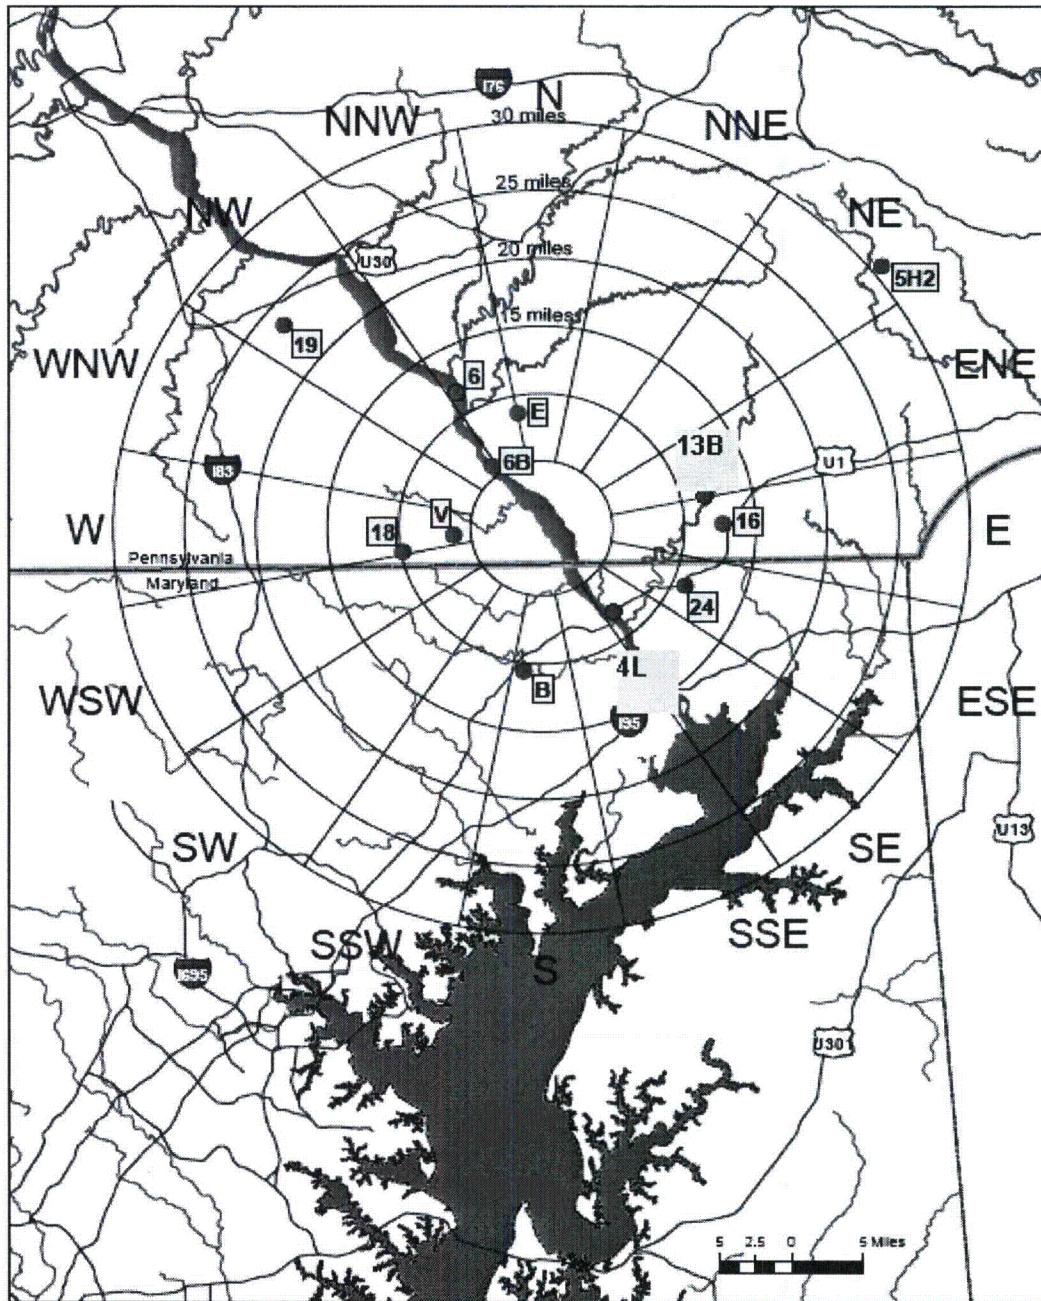 I76
N
NNW
30 miles
NNE
25 miles
NW
NE
20 miles
U30
5H2
15 miles
19
WNW
6
ENE
E
13B
6B
U1
I83
V
16
W
18
E
Pennsylvania
Maryland
24
4L
B
WSW
ESE
I95
U13
SW
SE
SSW
SSE
S
I695
U301
5 2.5 0 5 Miles